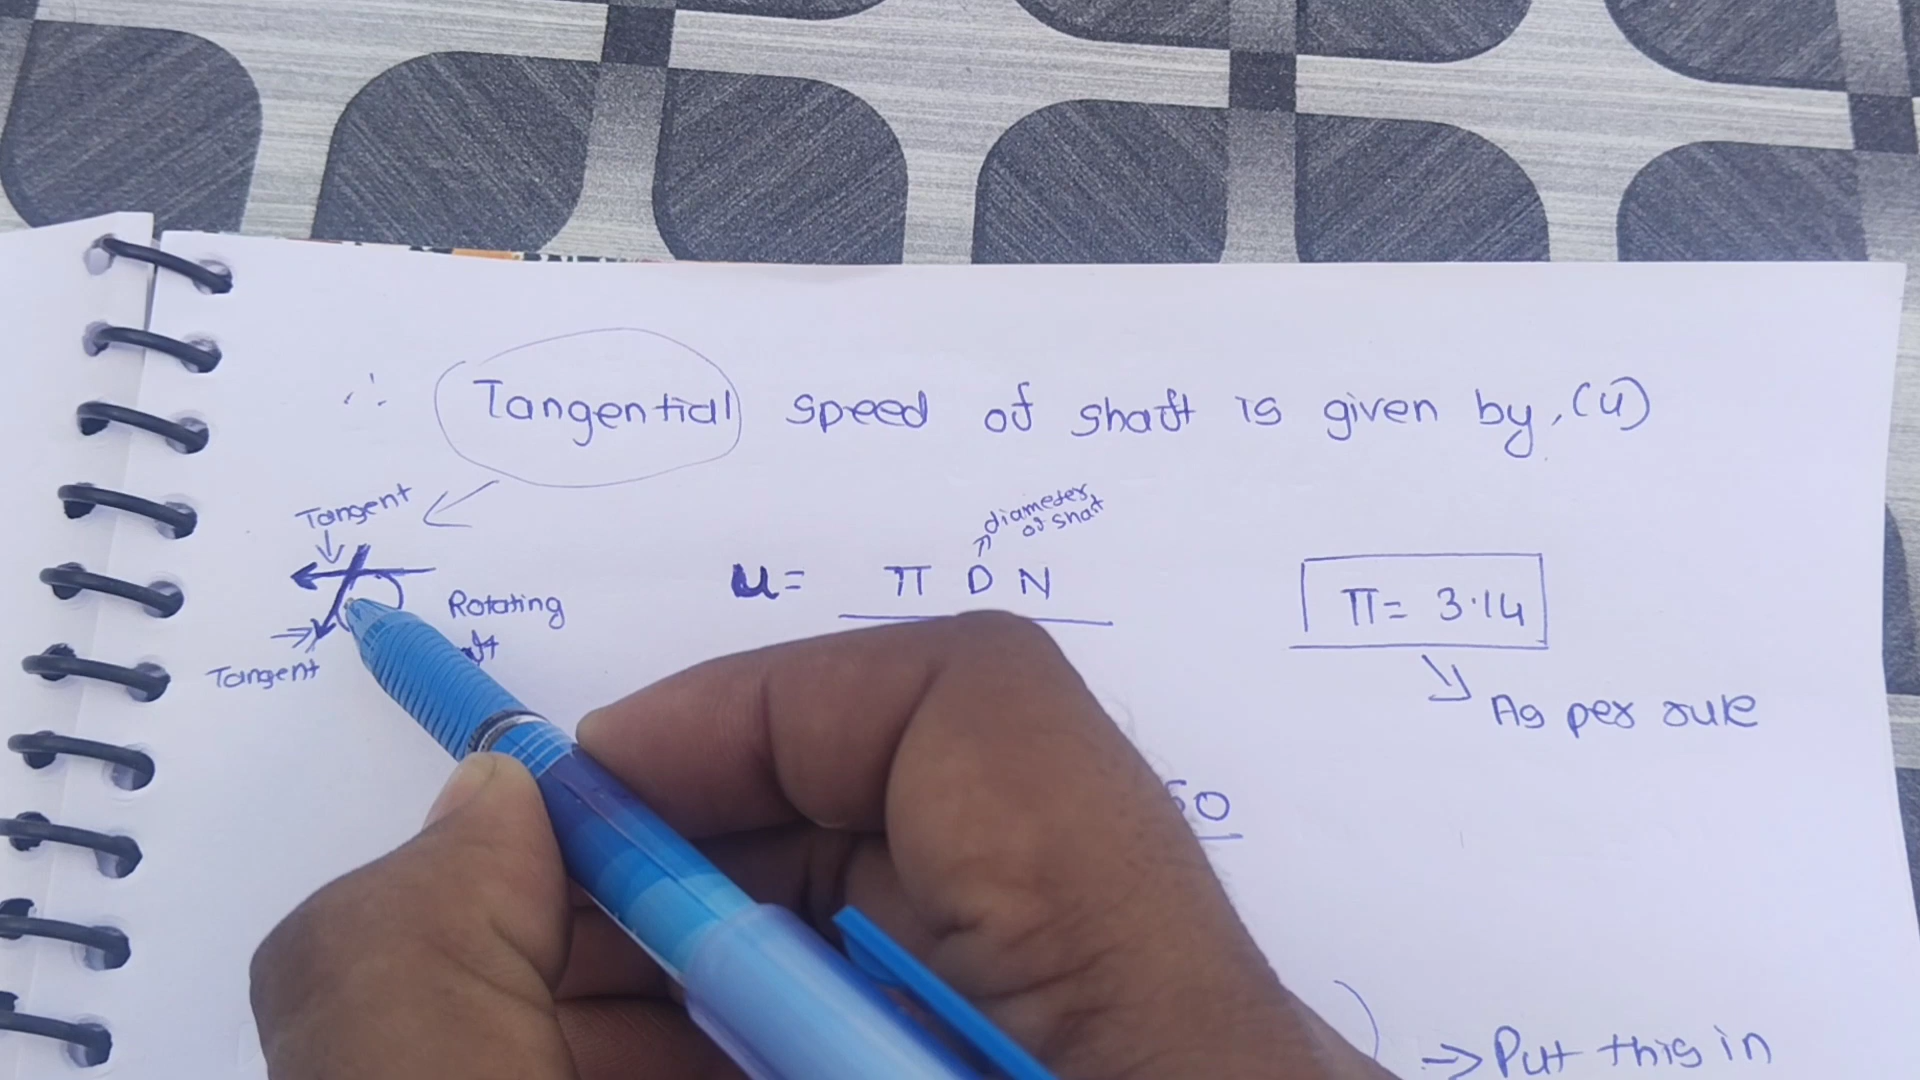 ∴ Tangential speed of shaft is given by, (u)
Tangent
diameter
of shaft
u = π D N
π = 3.14
Rotating
Tangent
As per rule
60
→ Put this in